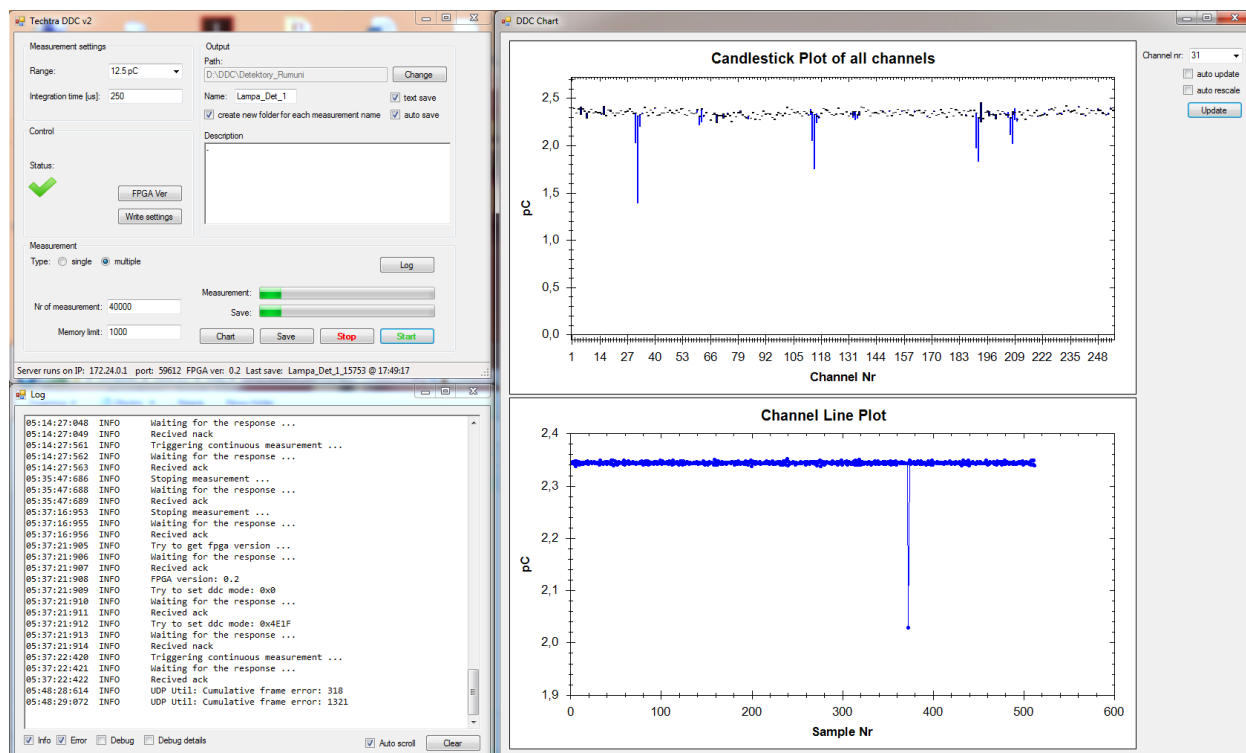 Techtra DDC v2
Measurement settings
Range: 12.5 pC
Integration time [us]: 250
Control
Status:
FPGA Ver
Write settings
Output
Path:
D:\DDC\Detektory_Rumuni Change
Name: Lampa_Det_1 text save
create new folder for each measurement name auto save
Description
-
Measurement
Type: single multiple
Log
Measurement:
Nr of measurement: 40000
Save:
Memory limit: 1000
Chart Save Stop Start
Server runs on IP: 172.24.0.1 port: 59612 FPGA ver: 0.2 Last save: Lampa_Det_1_15753 @ 17:49:17
Log
05:14:27:048 INFO Waiting for the response ...
05:14:27:049 INFO Recived nack
05:14:27:561 INFO Triggering continuous measurement ...
05:14:27:562 INFO Waiting for the response ...
05:14:27:563 INFO Recived ack
05:35:47:686 INFO Stoping measurement ...
05:35:47:688 INFO Waiting for the response ...
05:35:47:689 INFO Recived ack
05:37:16:953 INFO Stoping measurement ...
05:37:16:955 INFO Waiting for the response ...
05:37:16:956 INFO Recived ack
05:37:21:905 INFO Try to get fpga version ...
05:37:21:906 INFO Waiting for the response ...
05:37:21:907 INFO Recived ack
05:37:21:908 INFO FPGA version: 0.2
05:37:21:909 INFO Try to set ddc mode: 0x0
05:37:21:910 INFO Waiting for the response ...
05:37:21:911 INFO Recived ack
05:37:21:912 INFO Try to set ddc mode: 0x4E1F
05:37:21:913 INFO Waiting for the response ...
05:37:21:914 INFO Recived nack
05:37:22:420 INFO Triggering continuous measurement ...
05:37:22:421 INFO Waiting for the response ...
05:37:22:422 INFO Recived ack
05:48:28:614 INFO UDP Util: Cumulative frame error: 318
05:48:29:072 INFO UDP Util: Cumulative frame error: 1321
Info Error Debug Debug details Auto scroll Clear
DDC Chart
Channel nr: 31
auto update
auto rescale
Update
Candlestick Plot of all channels
pC
2,5
2,0
1,5
1,0
0,5
0,0
1 14 27 40 53 66 79 92 105 118 131 144 157 170 183 196 209 222 235 248
Channel Nr
Channel Line Plot
pC
2,4
2,3
2,2
2,1
2,0
1,9
0 100 200 300 400 500 600
Sample Nr